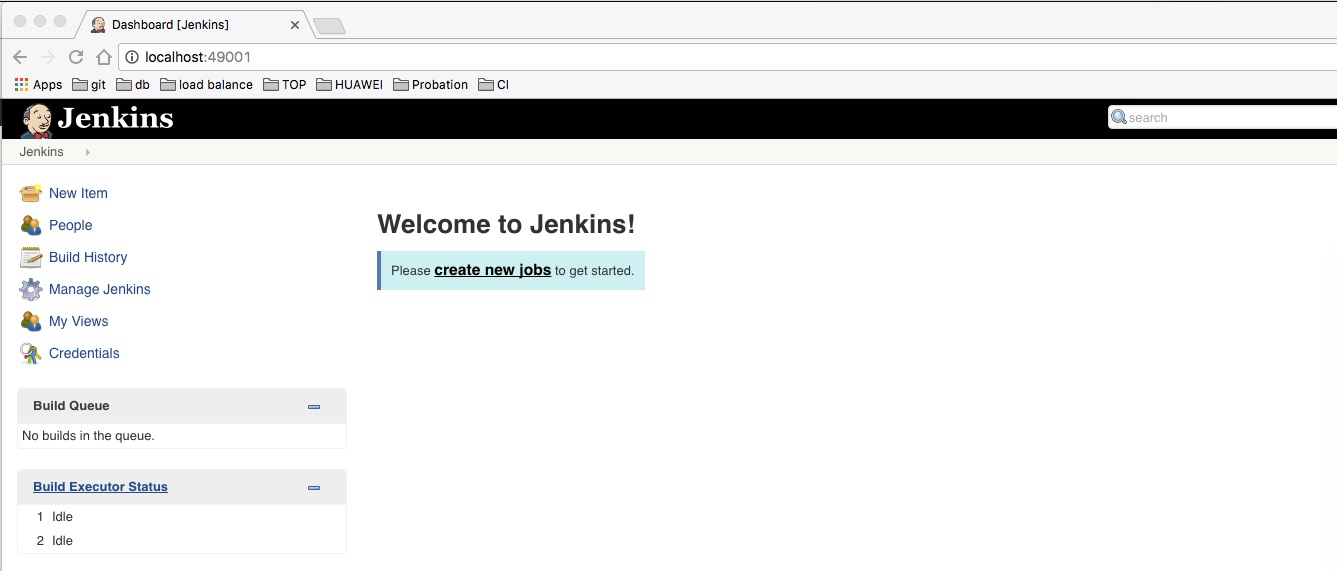 Dashboard [Jenkins]
localhost:49001
Apps git db load balance TOP HUAWEI Probation CI
Jenkins
search
Jenkins
New Item
People
Build History
Manage Jenkins
My Views
Credentials
Welcome to Jenkins!
Please create new jobs to get started.
Build Queue
No builds in the queue.
Build Executor Status
1 Idle
2 Idle